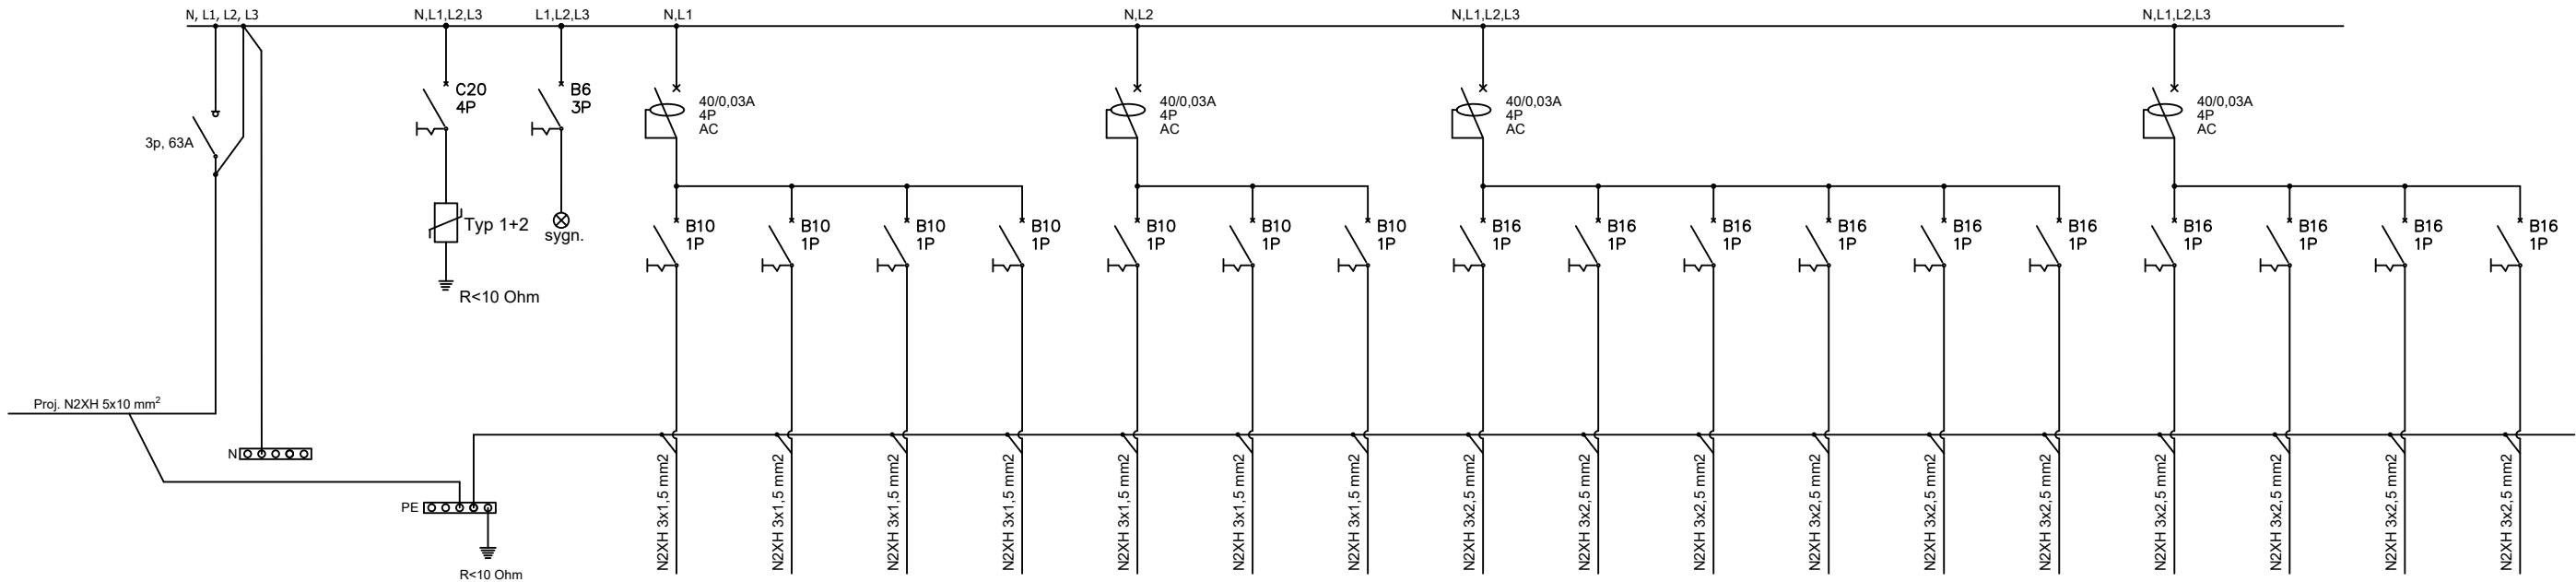 N, L1, L2, L3
N,L1,L2,L3
L1,L2,L3
N,L1
N,L2
N,L1,L2,L3
N,L1,L2,L3
3p, 63A
C20
4P
B6
3P
40/0,03A
4P
AC
40/0,03A
4P
AC
40/0,03A
4P
AC
40/0,03A
4P
AC
Typ 1+2
sygn.
R<10 Ohm
B10
1P
B10
1P
B10
1P
B10
1P
B10
1P
B10
1P
B10
1P
B16
1P
B16
1P
B16
1P
B16
1P
B16
1P
B16
1P
B16
1P
B16
1P
B16
1P
B16
1P
Proj. N2XH 5x10 mm²
N
PE
R<10 Ohm
N2XH 3x1,5 mm2
N2XH 3x1,5 mm2
N2XH 3x1,5 mm2
N2XH 3x1,5 mm2
N2XH 3x1,5 mm2
N2XH 3x1,5 mm2
N2XH 3x1,5 mm2
N2XH 3x2,5 mm2
N2XH 3x2,5 mm2
N2XH 3x2,5 mm2
N2XH 3x2,5 mm2
N2XH 3x2,5 mm2
N2XH 3x2,5 mm2
N2XH 3x2,5 mm2
N2XH 3x2,5 mm2
N2XH 3x2,5 mm2
N2XH 3x2,5 mm2